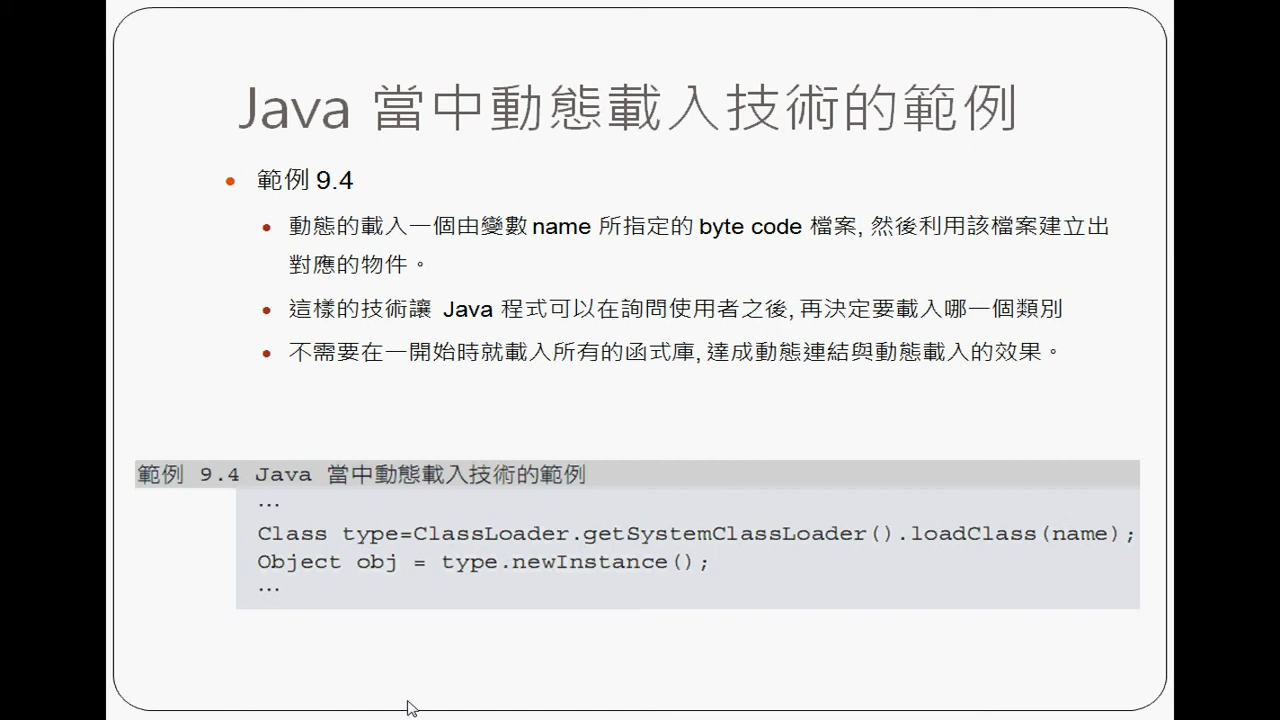 Java 當中動態載入技術的範例
• 範例 9.4
• 動態的載入一個由變數 name 所指定的 byte code 檔案, 然後利用該檔案建立出
對應的物件。
• 這樣的技術讓 Java 程式可以在詢問使用者之後, 再決定要載入哪一個類別
• 不需要在一開始時就載入所有的函式庫, 達成動態連結與動態載入的效果。
範例 9.4 Java 當中動態載入技術的範例
…
Class type=ClassLoader.getSystemClassLoader().loadClass(name);
Object obj = type.newInstance();
…